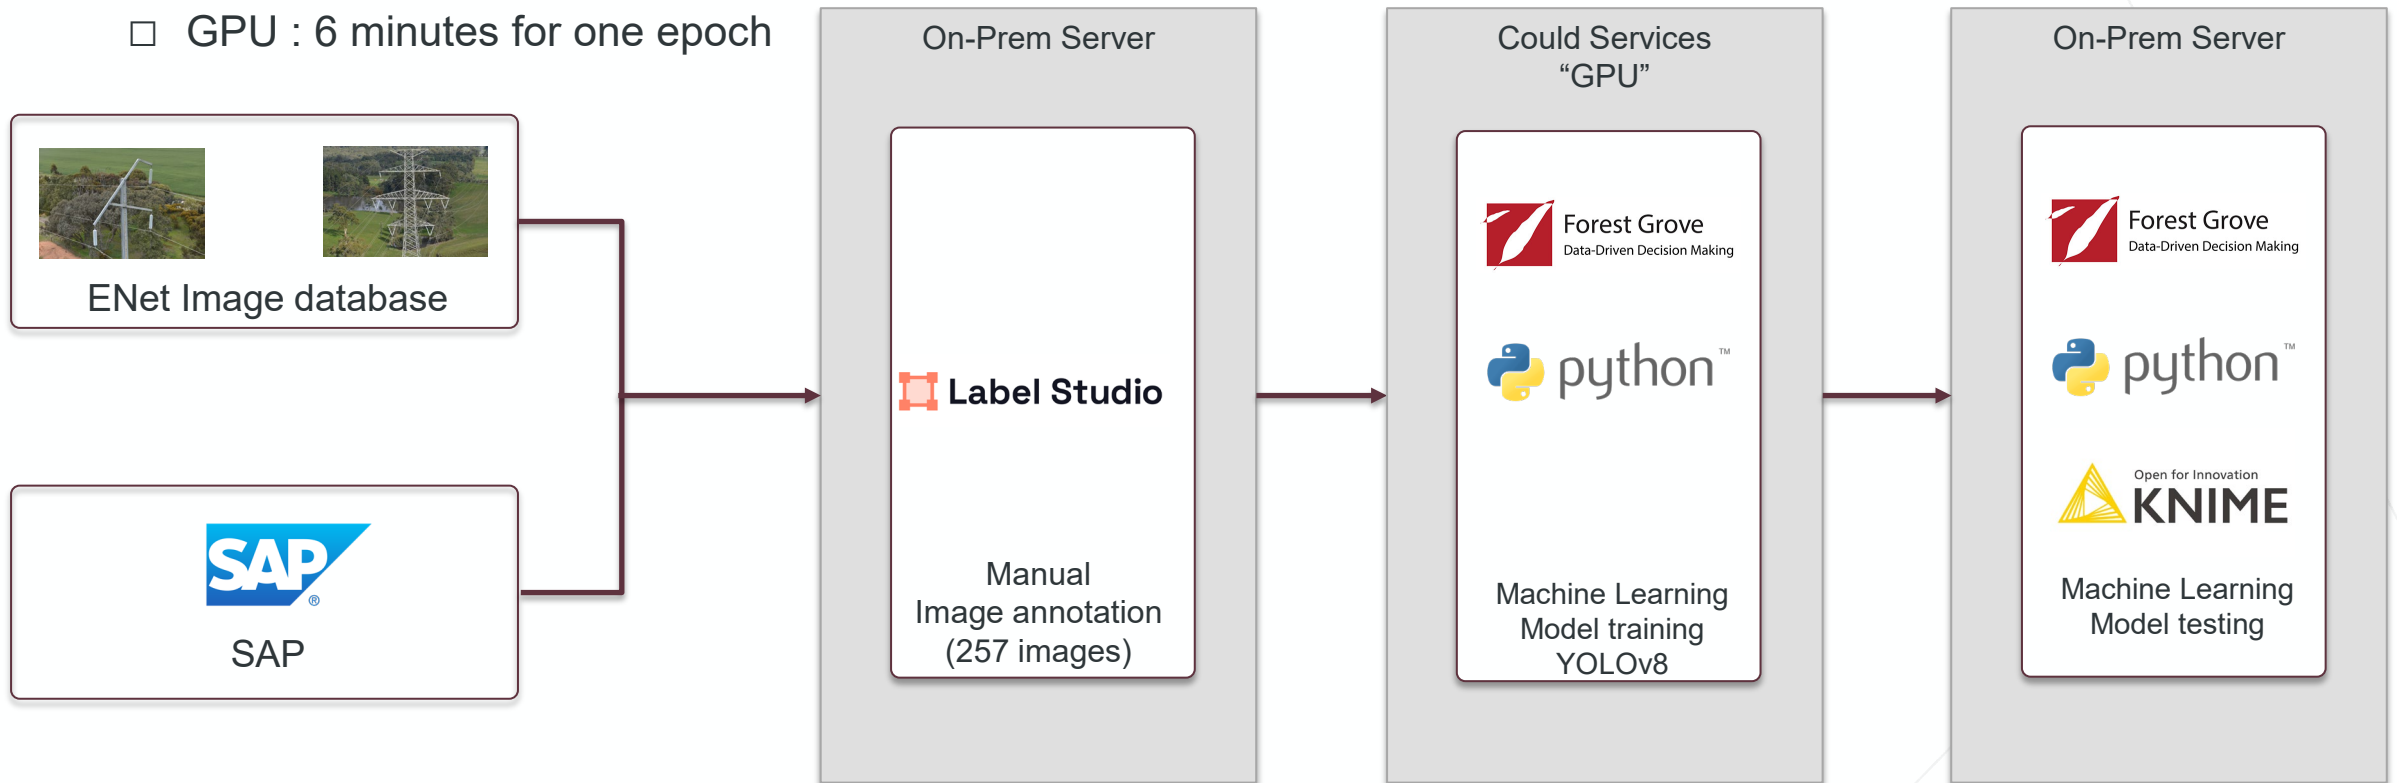 □ GPU : 6 minutes for one epoch
ENet Image database
SAP
®
SAP
On-Prem Server
Label Studio
Manual
Image annotation
(257 images)
Could Services
“GPU”
Forest Grove
Data-Driven Decision Making
python™
Machine Learning
Model training
YOLOv8
On-Prem Server
Forest Grove
Data-Driven Decision Making
python™
Open for Innovation
KNIME
Machine Learning
Model testing